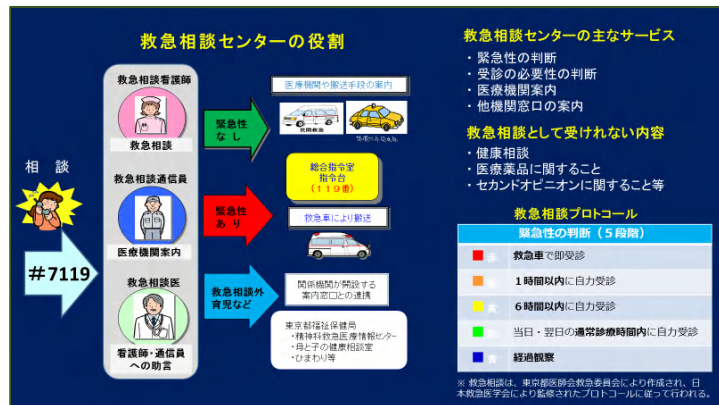 救急相談センターの役割
相 談
#7119
救急相談看護師
救急相談
救急相談通信員
医療機関案内
救急相談医
看護師・通信員
への助言
緊急性
な し
緊急性
あ り
救急相談外
育児など
医療機関や搬送手段の案内
民間救急
総合指令室
指令台
(119番)
救急車により搬送
関係機関が開設する
案内窓口との連携
東京都福祉保健局
・精神科救急医療情報センター
・母と子の健康相談室
・ひまわり等
救急相談センターの主なサービス
・緊急性の判断
・受診の必要性の判断
・医療機関案内
・他機関窓口の案内
救急相談として受けれない内容
・健康相談
・医療薬品に関すること
・セカンドオピニオンに関すること等
救急相談プロトコール
緊急性の判断(5段階)
救急車で即受診
1時間以内に自力受診
6時間以内に自力受診
当日・翌日の通常診療時間内に自力受診
経過観察
※ 救急相談は、東京都医師会救急委員会により作成され、日
本救急医学会により監修されたプロトコールに従って行われる。